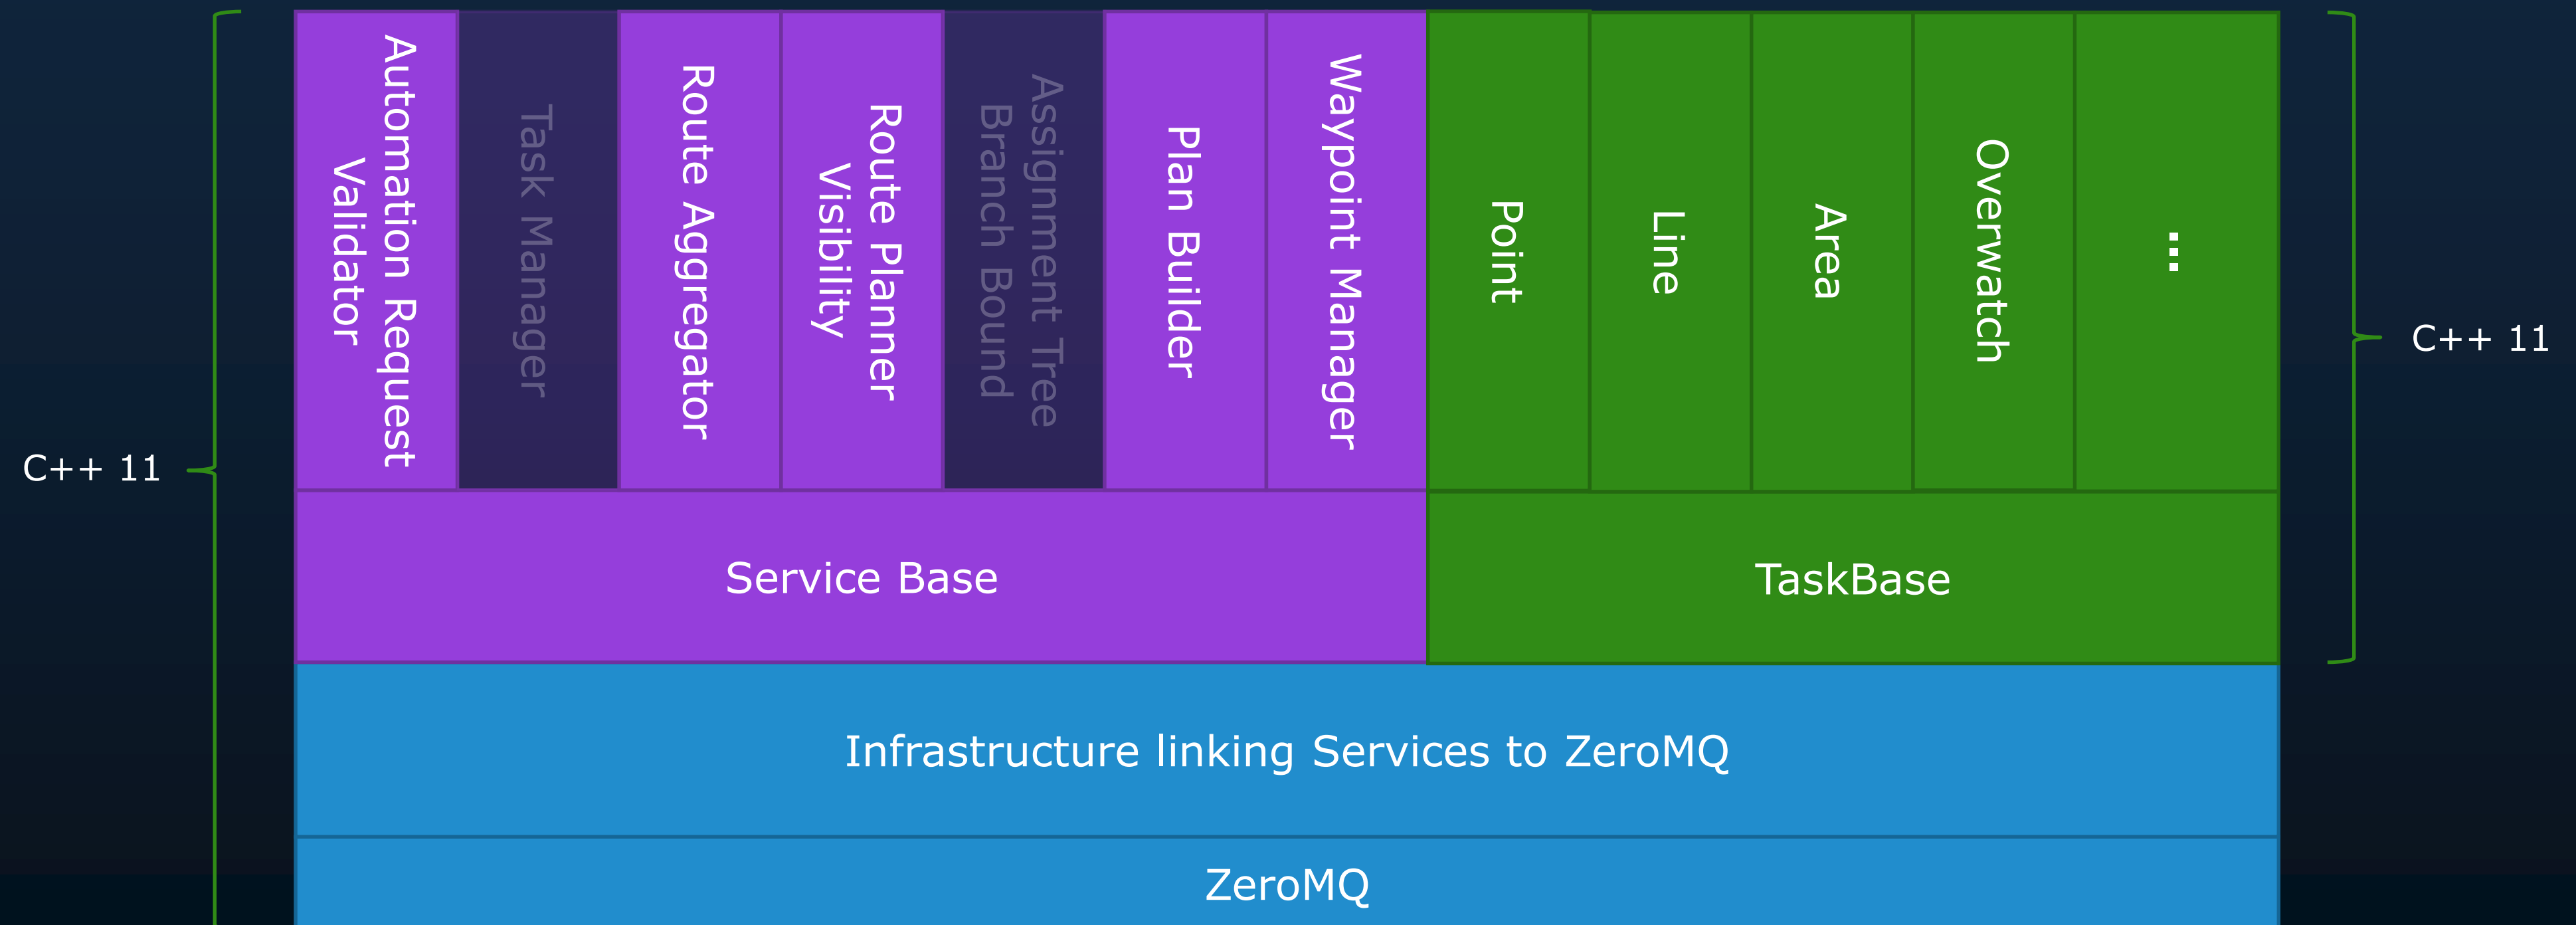 Automation Request
Validator
Task Manager
Route Aggregator
Route Planner
Visibility
Assignment Tree
Branch Bound
Plan Builder
Waypoint Manager
Point
Line
Area
Overwatch
...
C++ 11
C++ 11
Service Base
TaskBase
Infrastructure linking Services to ZeroMQ
ZeroMQ